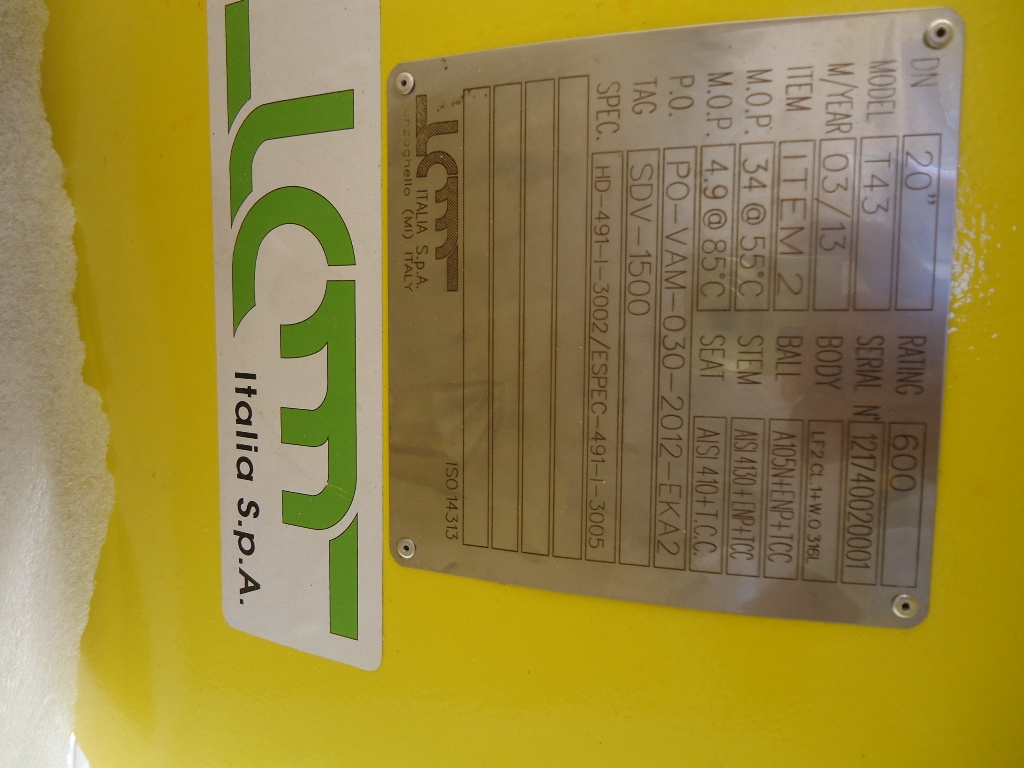 LCM
Italia S.p.A.
DN 20" RATING 600
MODEL T43 SERIAL N° 121740020001
M/YEAR 03/13 BODY LF2 CL.1+W.O 316L
ITEM ITEM 2 BALL A105N+ENP+TCC
M.O.P. 34 @ 55°C STEM AISI 4130+ENP+TCC
M.O.P. 4.9 @ 85°C SEAT AISI 410+T.C.C.
P.O. PO-VAM-030-2012-EKA2
TAG SDV-1500
SPEC. HD-491-I-3002/ESPEC-491-I-3005
LCM
ITALIA S.p.A.
(MI) ITALY
ISO 14313